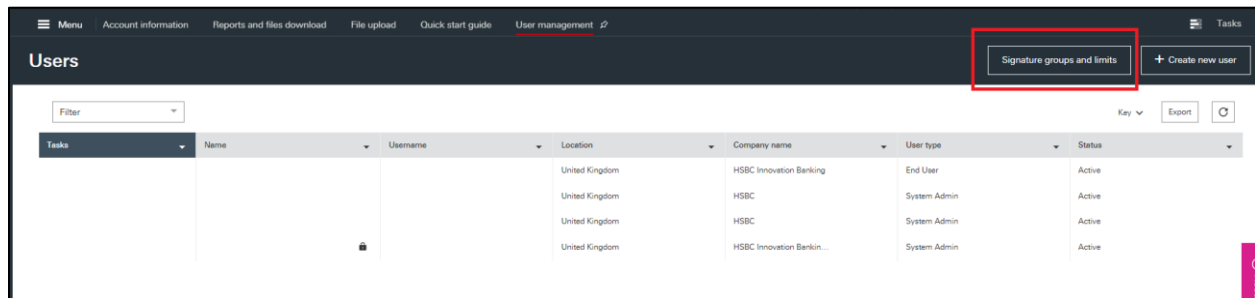 Menu Account information Reports and files download File upload Quick start guide User management Tasks
Users Signature groups and limits + Create new user
Filter Key Export
Tasks Name Username Location Company name User type Status
United Kingdom HSBC Innovation Banking End User Active
United Kingdom HSBC System Admin Active
United Kingdom HSBC System Admin Active
United Kingdom HSBC Innovation Bankin... System Admin Active